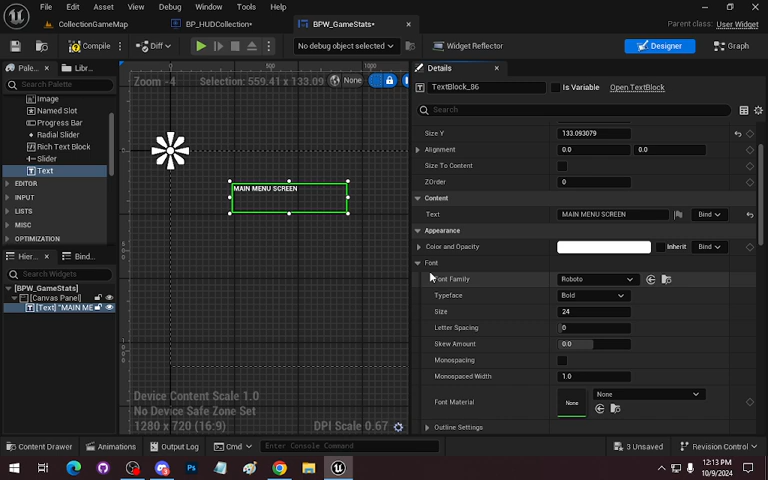 File Edit Asset View Debug Window Tools Help
CollectionGameMap BP_HUDCollection• BPW_GameStats• Parent class: User Widget
Compile Diff No debug object selected Widget Reflector Designer Graph
Pale... Libr...
Search Palette
Image
Named Slot
Progress Bar
Radial Slider
Rich Text Block
Slider
Text
EDITOR
INPUT
LISTS
MISC
OPTIMIZATION
Hier... Bind...
Search Widgets
[BPW_GameStats]
[Canvas Panel]
[Text] "MAIN ME
Zoom -4 Selection: 559.41 x 133.09 None
0 500 1000
0
MAIN MENU SCREEN
Device Content Scale 1.0
No Device Safe Zone Set
1280 x 720 (16:9) DPI Scale 0.67
Details
TextBlock_86 Is Variable Open TextBlock
Search
Size Y 133.093079
Alignment 0.0 0.0
Size To Content
ZOrder 0
Content
Text MAIN MENU SCREEN Bind
Appearance
Color and Opacity Inherit Bind
Font
Font Family Roboto
Typeface Bold
Size 24
Letter Spacing 0
Skew Amount 0.0
Monospacing
Monospaced Width 1.0
Font Material None None
Outline Settings
Content Drawer Animations Output Log Cmd Enter Console Command 3 Unsaved Revision Control
12:13 PM
10/9/2024